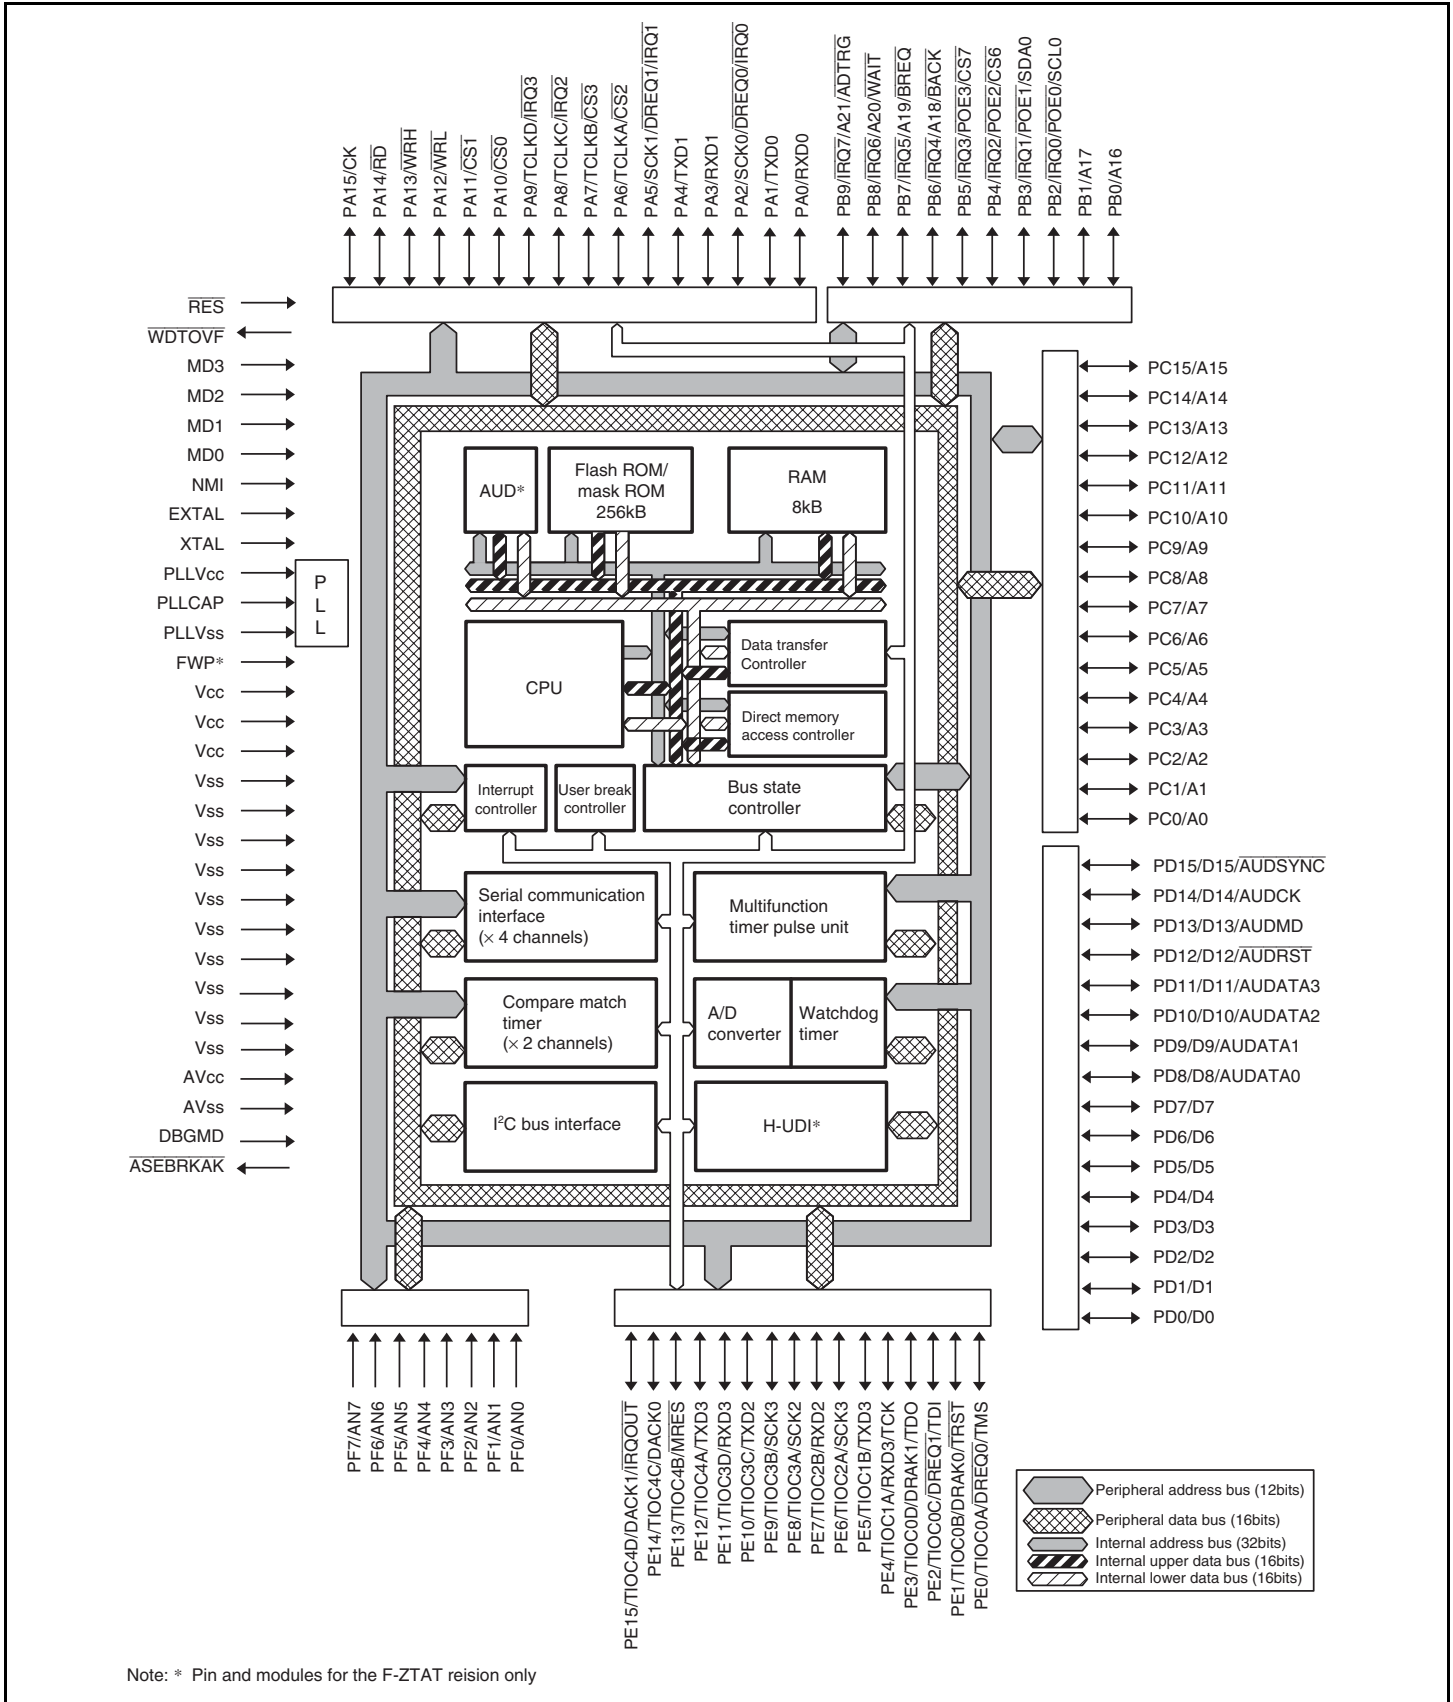 PA15/CK
PA14/RD
PA13/WRH
PA12/WRL
PA11/CS1
PA10/CS0
PA9/TCLKD/IRQ3
PA8/TCLKC/IRQ2
PA7/TCLKB/CS3
PA6/TCLKA/CS2
PA5/SCK1/DREQ1/IRQ1
PA4/TXD1
PA3/RXD1
PA2/SCK0/DREQ0/IRQ0
PA1/TXD0
PA0/RXD0
PB9/IRQ7/A21/ADTRG
PB8/IRQ6/A20/WAIT
PB7/IRQ5/A19/BREQ
PB6/IRQ4/A18/BACK
PB5/IRQ3/POE3/CS7
PB4/IRQ2/POE2/CS6
PB3/IRQ1/POE1/SDA0
PB2/IRQ0/POE0/SCL0
PB1/A17
PB0/A16
RES
WDTOVF
MD3
MD2
MD1
MD0
NMI
EXTAL
XTAL
PLLVcc
PLLCAP
PLLVss
FWP*
Vcc
Vcc
Vcc
Vss
Vss
Vss
Vss
Vss
Vss
Vss
Vss
Vss
Vss
AVcc
AVss
DBGMD
ASEBRKAK
P
L
L
AUD*
Flash ROM/
mask ROM
256kB
RAM
8kB
CPU
Data transfer
Controller
Direct memory
access controller
Interrupt
controller
User break
controller
Bus state
controller
Serial communication
interface
(× 4 channels)
Multifunction
timer pulse unit
Compare match
timer
(× 2 channels)
A/D
converter
Watchdog
timer
I²C bus interface
H-UDI*
PC15/A15
PC14/A14
PC13/A13
PC12/A12
PC11/A11
PC10/A10
PC9/A9
PC8/A8
PC7/A7
PC6/A6
PC5/A5
PC4/A4
PC3/A3
PC2/A2
PC1/A1
PC0/A0
PD15/D15/AUDSYNC
PD14/D14/AUDCK
PD13/D13/AUDMD
PD12/D12/AUDRST
PD11/D11/AUDATA3
PD10/D10/AUDATA2
PD9/D9/AUDATA1
PD8/D8/AUDATA0
PD7/D7
PD6/D6
PD5/D5
PD4/D4
PD3/D3
PD2/D2
PD1/D1
PD0/D0
PF7/AN7
PF6/AN6
PF5/AN5
PF4/AN4
PF3/AN3
PF2/AN2
PF1/AN1
PF0/AN0
PE15/TIOC4D/DACK1/IRQOUT
PE14/TIOC4C/DACK0
PE13/TIOC4B/MRES
PE12/TIOC4A/TXD3
PE11/TIOC3D/RXD3
PE10/TIOC3C/TXD2
PE9/TIOC3B/SCK3
PE8/TIOC3A/SCK2
PE7/TIOC2B/RXD2
PE6/TIOC2A/SCK3
PE5/TIOC1B/TXD3
PE4/TIOC1A/RXD3/TCK
PE3/TIOC0D/DRAK1/TDO
PE2/TIOC0C/DREQ1/TDI
PE1/TIOC0B/DRAK0/TRST
PE0/TIOC0A/DREQ0/TMS
Peripheral address bus (12bits)
Peripheral data bus (16bits)
Internal address bus (32bits)
Internal upper data bus (16bits)
Internal lower data bus (16bits)
Note: * Pin and modules for the F-ZTAT reision only